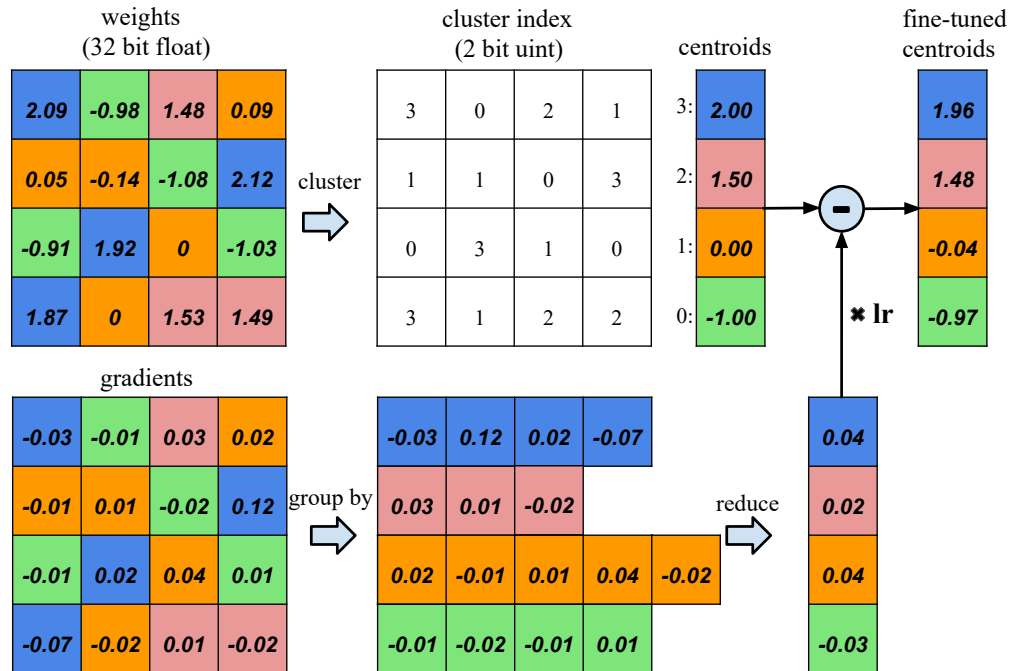 weights
(32 bit float)
cluster index
(2 bit uint)
centroids
fine-tuned
centroids
2.09 -0.98 1.48 0.09
0.05 -0.14 -1.08 2.12
-0.91 1.92 0 -1.03
1.87 0 1.53 1.49
cluster
3 0 2 1
1 1 0 3
0 3 1 0
3 1 2 2
3: 2.00
2: 1.50
1: 0.00
0: -1.00
-
✖ lr
1.96
1.48
-0.04
-0.97
gradients
-0.03 -0.01 0.03 0.02
-0.01 0.01 -0.02 0.12
-0.01 0.02 0.04 0.01
-0.07 -0.02 0.01 -0.02
group by
-0.03 0.12 0.02 -0.07
0.03 0.01 -0.02
0.02 -0.01 0.01 0.04 -0.02
-0.01 -0.02 -0.01 0.01
reduce
0.04
0.02
0.04
-0.03